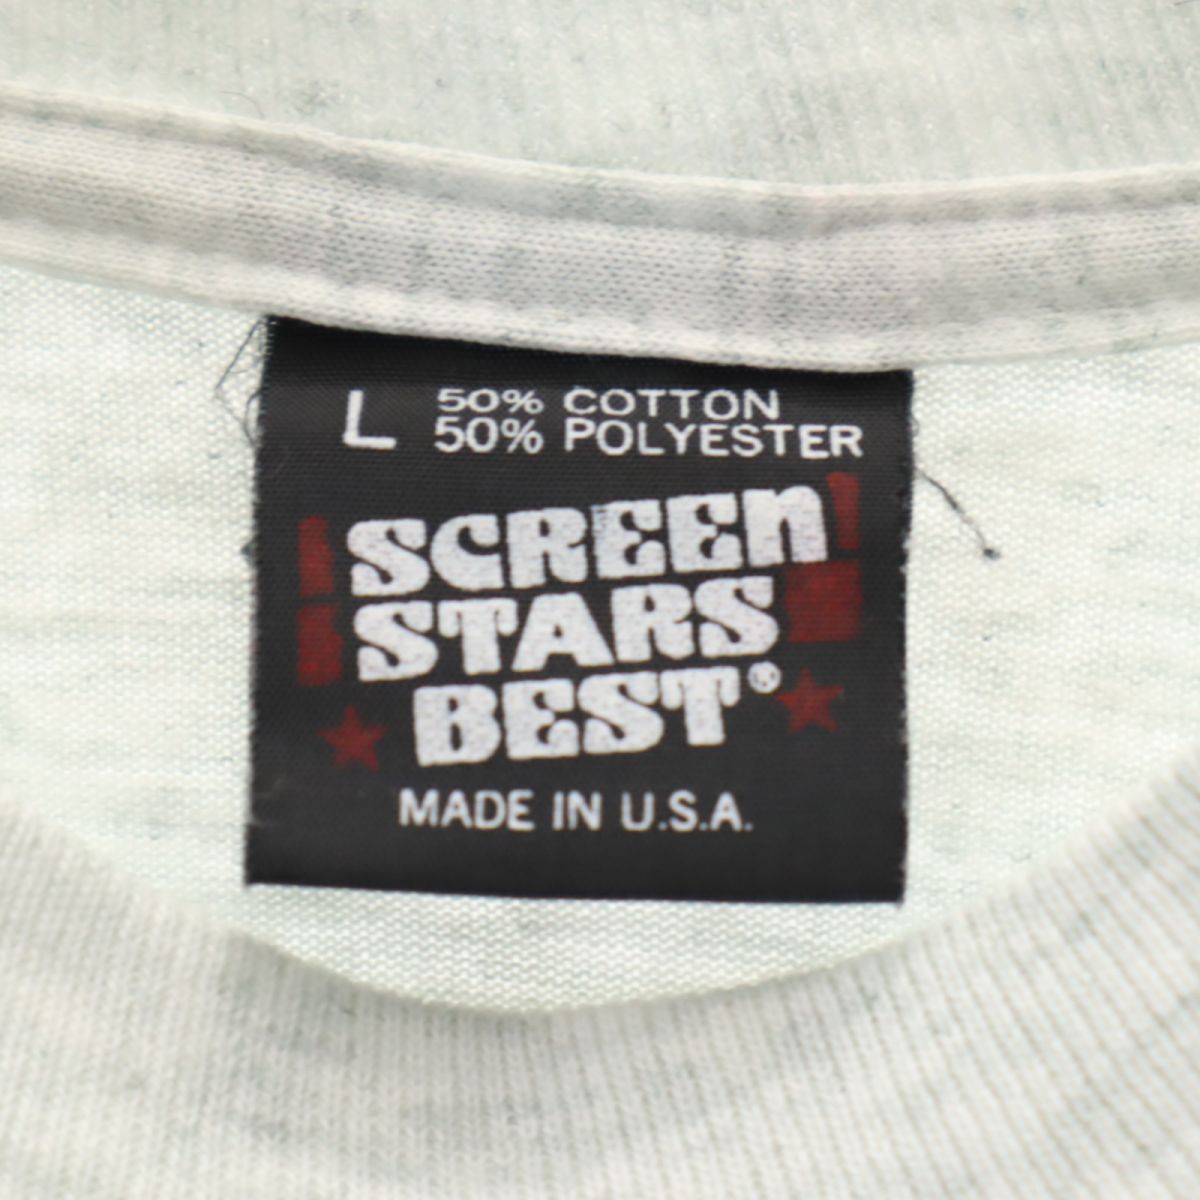 L 50% COTTON
50% POLYESTER
SCREEN
STARS
BEST®
MADE IN U.S.A.